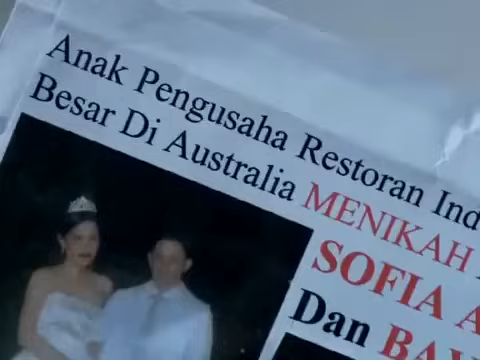 Anak Pengusaha Restoran Ind
Besar Di Australia MENIKAH
SOFIA A
Dan BA